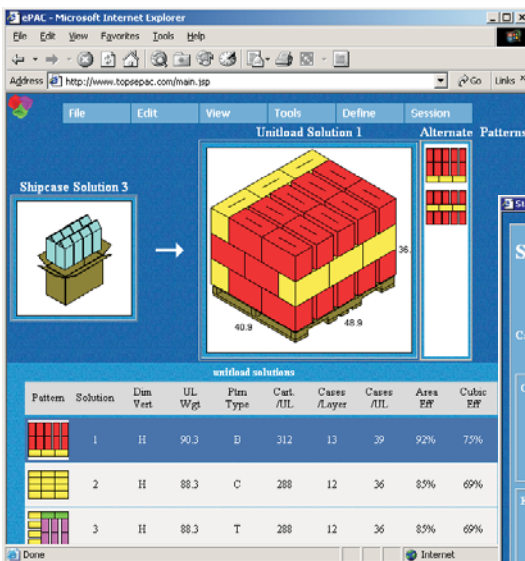 ePAC - Microsoft Internet Explorer
File Edit View Favorites Tools Help
Address http://www.topsepac.com/main.jsp Go Links
File Edit View Tools Define Session
Unitload Solution 1 Alternate Patterns
Shipcase Solution 3
36.
40.9 48.9
unitload solutions
Pattern Solution Dim Vert UL Wgt Ptrn Type Cart. /UL Cases /Layer Cases /UL Area Eff Cubic Eff
1 H 90.3 B 312 13 39 92% 75%
2 H 88.3 C 288 12 36 85% 69%
3 H 88.3 T 288 12 36 85% 69%
Done Internet